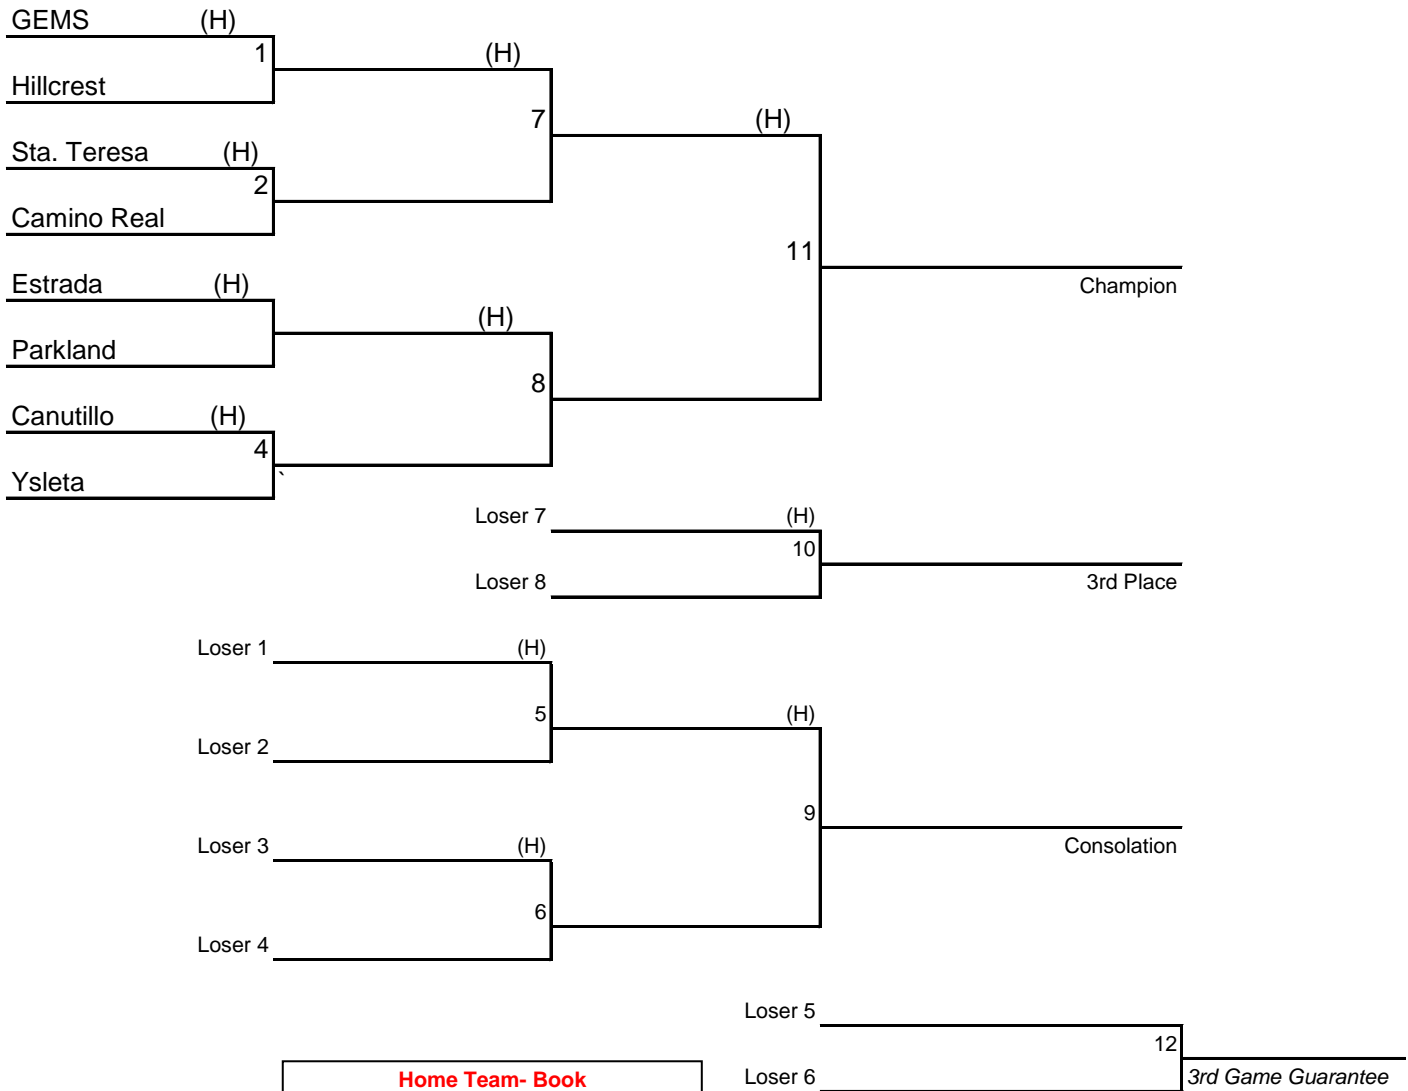 GEMS (H)
1
(H)
Hillcrest
7
(H)
Sta. Teresa (H)
2
Camino Real
11
Estrada (H)
Champion
(H)
Parkland
8
Canutillo (H)
4
`
Ysleta
Loser 7 (H)
10
Loser 8
3rd Place
Loser 1 (H)
5
(H)
Loser 2
9
Loser 3 (H)
Consolation
6
Loser 4
Loser 5
12
Home Team- Book
Loser 6
3rd Game Guarantee